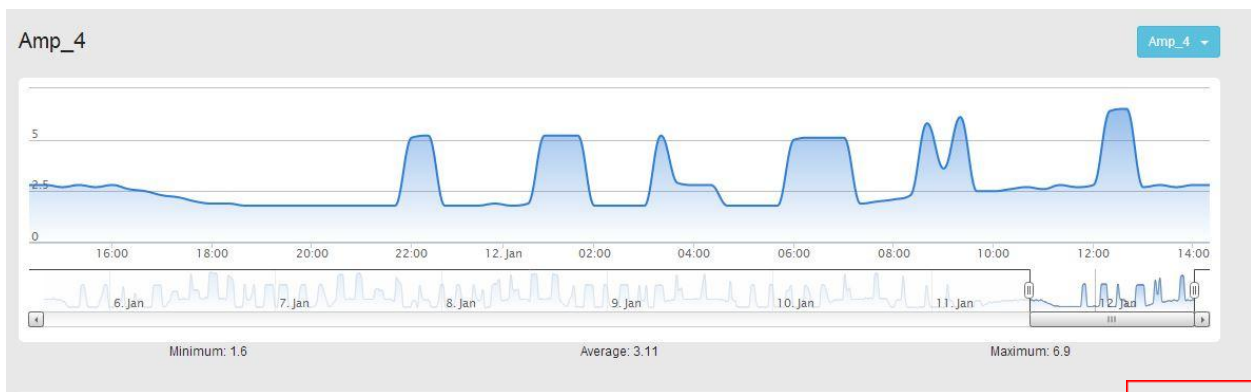 Amp_4
Amp_4
5
2.5
0
16:00 18:00 20:00 22:00 12. Jan 02:00 04:00 06:00 08:00 10:00 12:00 14:00
6. Jan 7. Jan 8. Jan 9. Jan 10. Jan 11. Jan 12. Jan
Minimum: 1.6 Average: 3.11 Maximum: 6.9